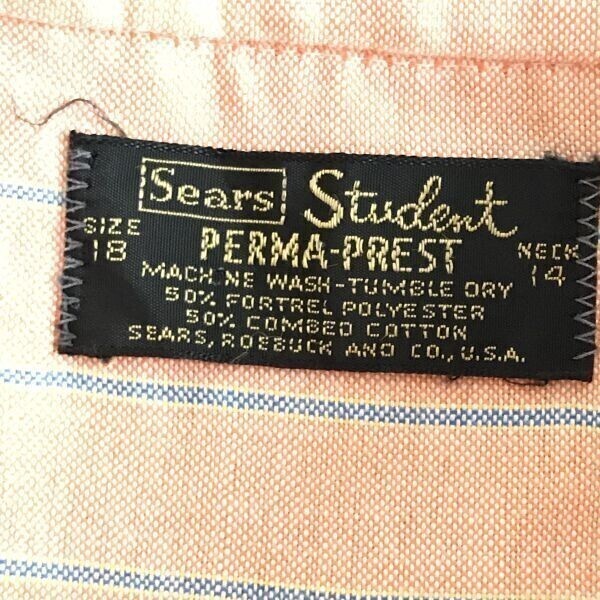 Sears Student
SIZE
18
PERMA-PREST
NECK
14
MACHINE WASH-TUMBLE DRY
50% FORTREL POLYESTER
50% COMBED COTTON
SEARS, ROEBUCK AND CO., U.S.A.